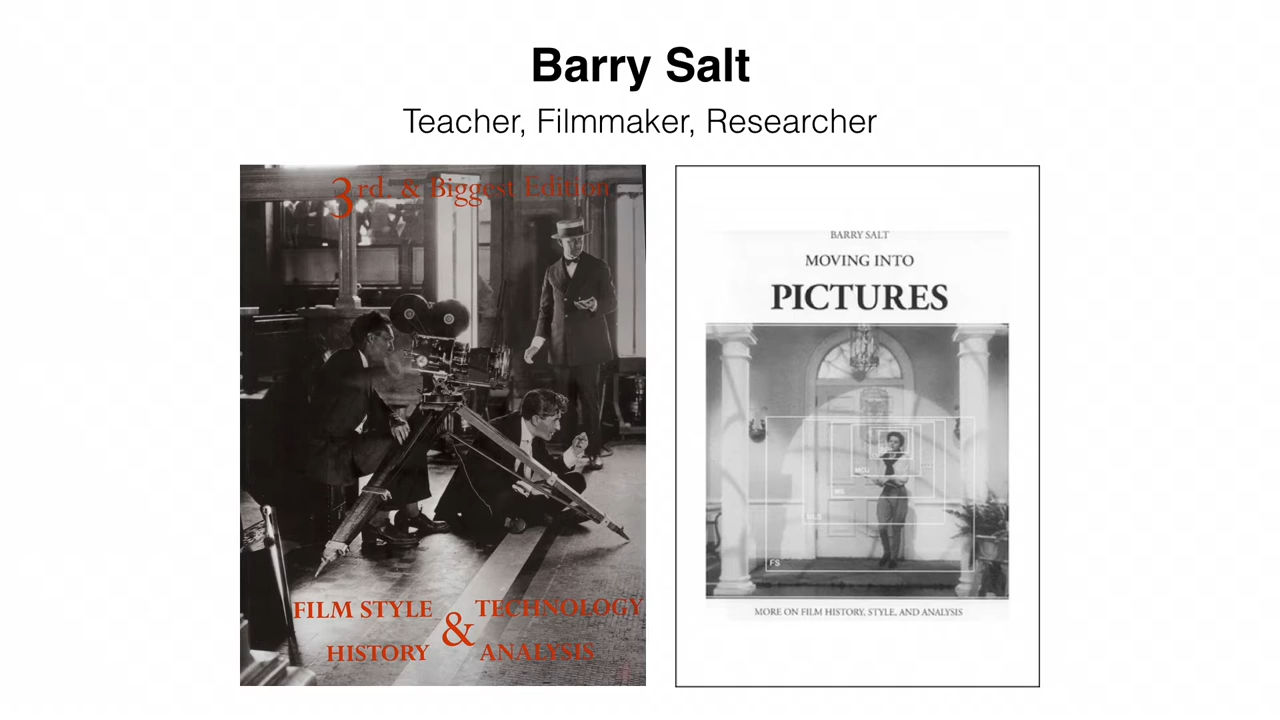 Barry Salt
Teacher, Filmmaker, Researcher
3rd. & Biggest Edition
FILM STYLE & TECHNOLOGY
HISTORY ANALYSIS
BARRY SALT
MOVING INTO
PICTURES
FS
MORE ON FILM HISTORY, STYLE, AND ANALYSIS